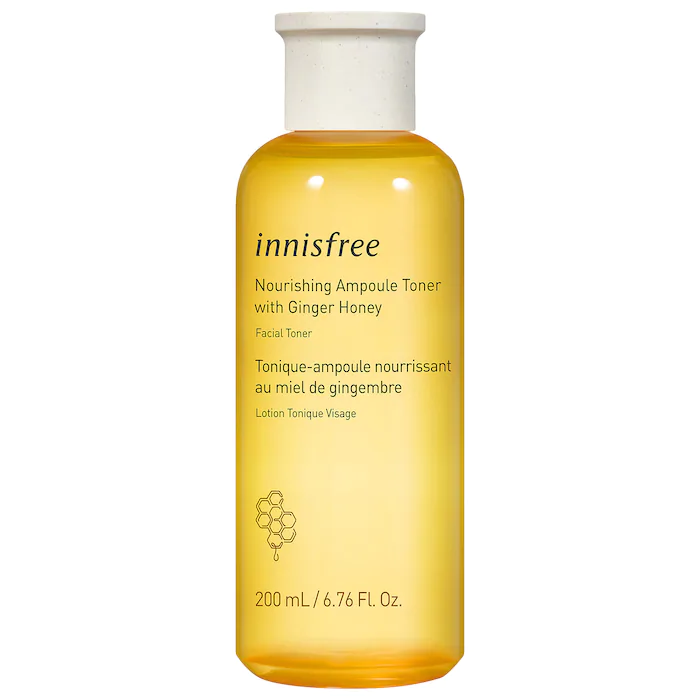 innisfree
Nourishing Ampoule Toner
with Ginger Honey
Facial Toner
Tonique-ampoule nourrissant
au miel de gingembre
Lotion Tonique Visage
200 mL / 6.76 Fl. Oz.